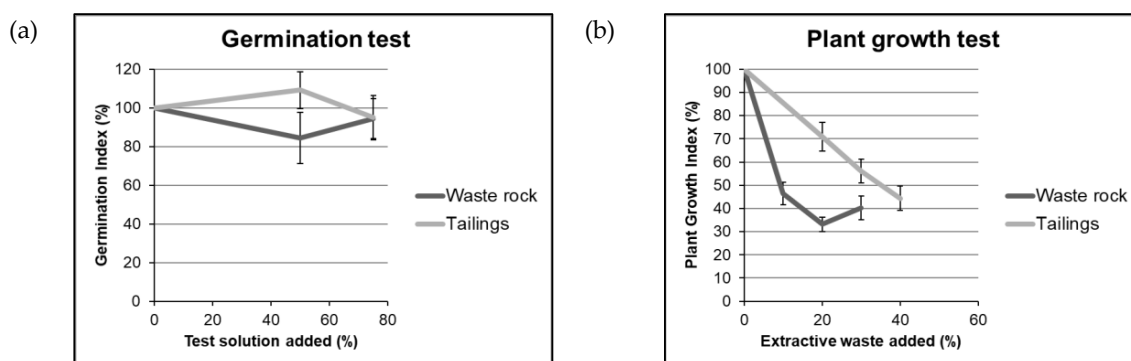 (a)
Germination test
Germination Index (%)
120
100
80
60
40
20
0
0 20 40 60 80
Test solution added (%)
Waste rock
Tailings
(b)
Plant growth test
Plant Growth Index (%)
100
90
80
70
60
50
40
30
20
10
0
0 20 40 60
Extractive waste added (%)
Waste rock
Tailings